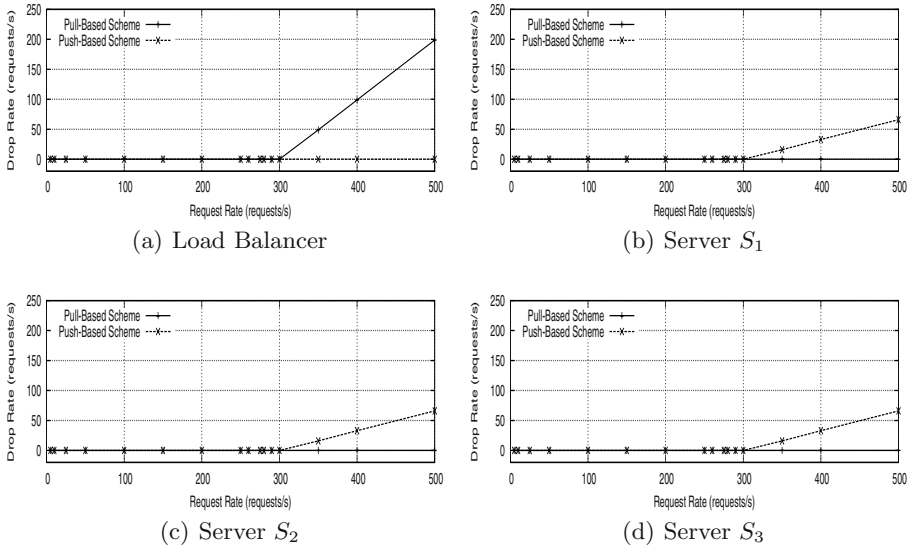 250
200
150
100
50
0
Drop Rate (requests/s)
Pull-Based Scheme
Push-Based Scheme
0 100 200 300 400 500
Request Rate (requests/s)
(a) Load Balancer
250
200
150
100
50
0
Drop Rate (requests/s)
Pull-Based Scheme
Push-Based Scheme
0 100 200 300 400 500
Request Rate (requests/s)
(b) Server S1
250
200
150
100
50
0
Drop Rate (requests/s)
Pull-Based Scheme
Push-Based Scheme
0 100 200 300 400 500
Request Rate (requests/s)
(c) Server S2
250
200
150
100
50
0
Drop Rate (requests/s)
Pull-Based Scheme
Push-Based Scheme
0 100 200 300 400 500
Request Rate (requests/s)
(d) Server S3